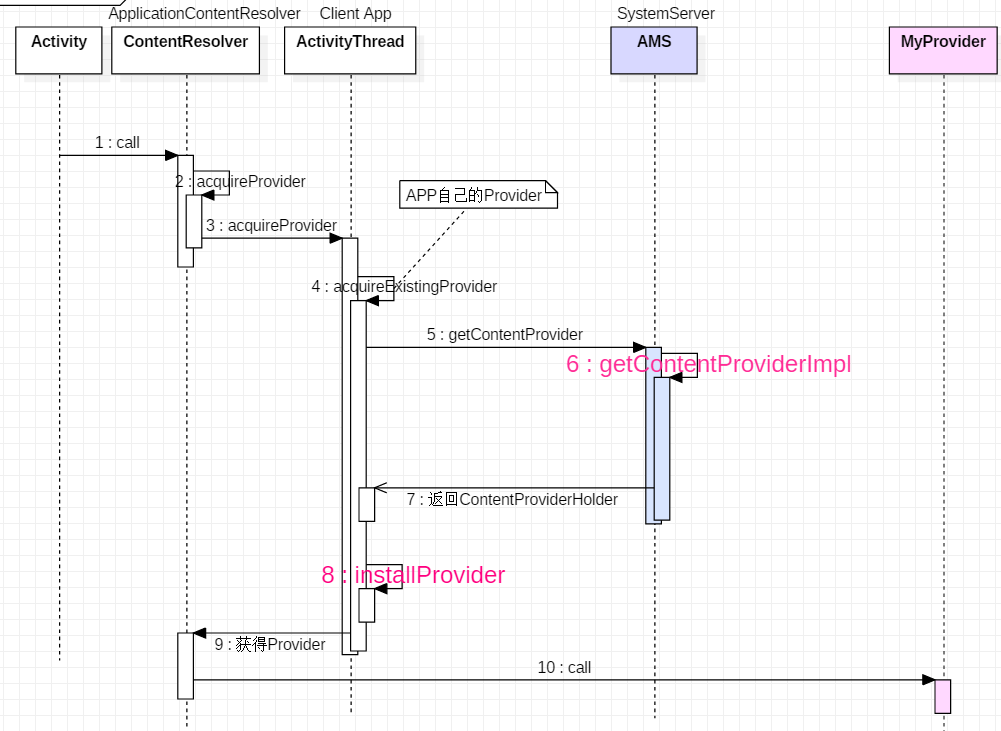 ApplicationContentResolver
Client App
SystemServer
Activity
ContentResolver
ActivityThread
AMS
MyProvider
1 : call
2 : acquireProvider
APP自己的Provider
3 : acquireProvider
4 : acquireExistingProvider
5 : getContentProvider
6 : getContentProviderImpl
7 : 返回ContentProviderHolder
8 : installProvider
9 : 获得Provider
10 : call